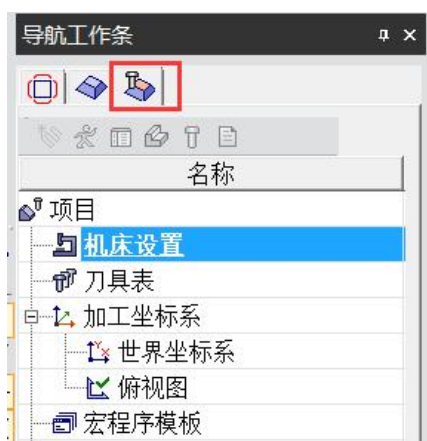 导航工作条
名称
项目
机床设置
刀具表
加工坐标系
世界坐标系
俯视图
宏程序模板